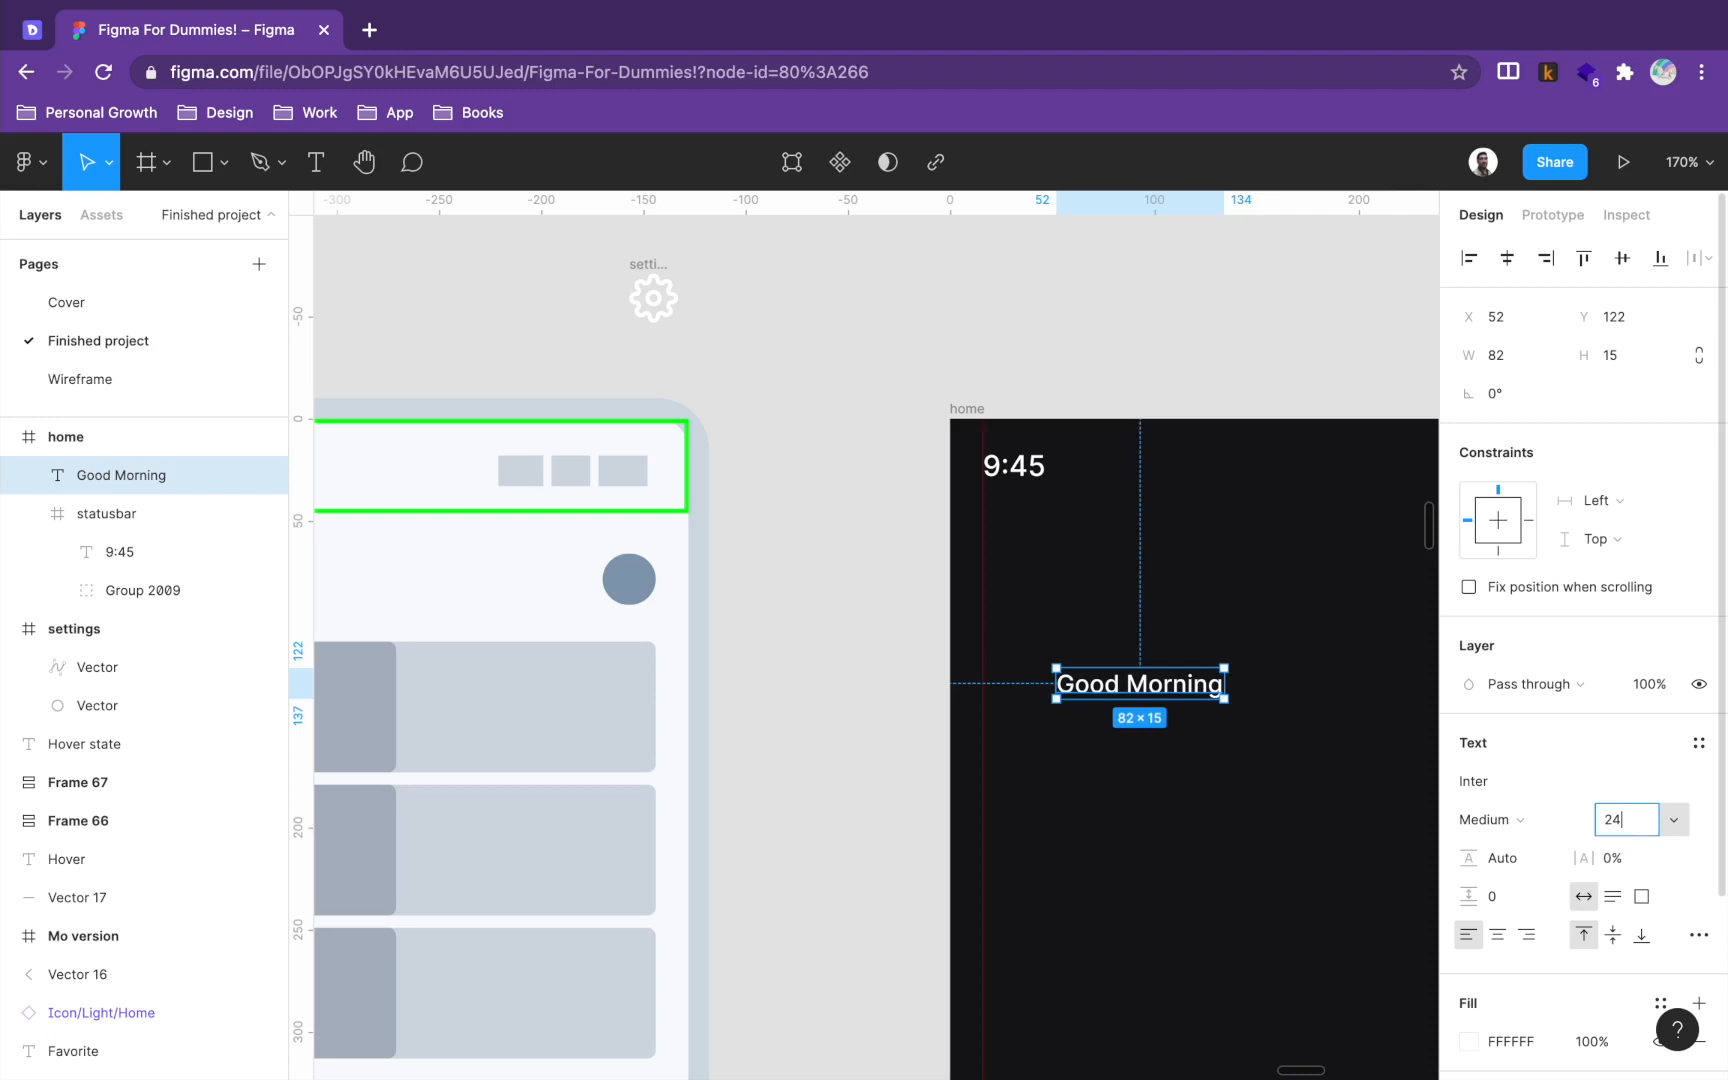 Figma For Dummies! – Figma
figma.com/file/ObOPJgSY0kHEvaM6U5UJed/Figma-For-Dummies!?node-id=80%3A266
6
Personal Growth Design Work App Books
Share 170%
Layers Assets Finished project
Pages
Cover
Finished project
Wireframe
home
Good Morning
statusbar
9:45
Group 2009
settings
Vector
Vector
Hover state
Frame 67
Frame 66
Hover
Vector 17
Mo version
Vector 16
Icon/Light/Home
Favorite
-300 -250 -200 -150 -100 -50 0 52 100 134 200
-50
0
50
122
137
200
250
300
setti...
home
9:45
Good Morning
82 × 15
Design Prototype Inspect
X 52 Y 122
W 82 H 15
0°
Constraints
Left
Top
Fix position when scrolling
Layer
Pass through 100%
Text
Inter
Medium 24
A Auto |A| 0%
0
Fill
FFFFFF 100%
?